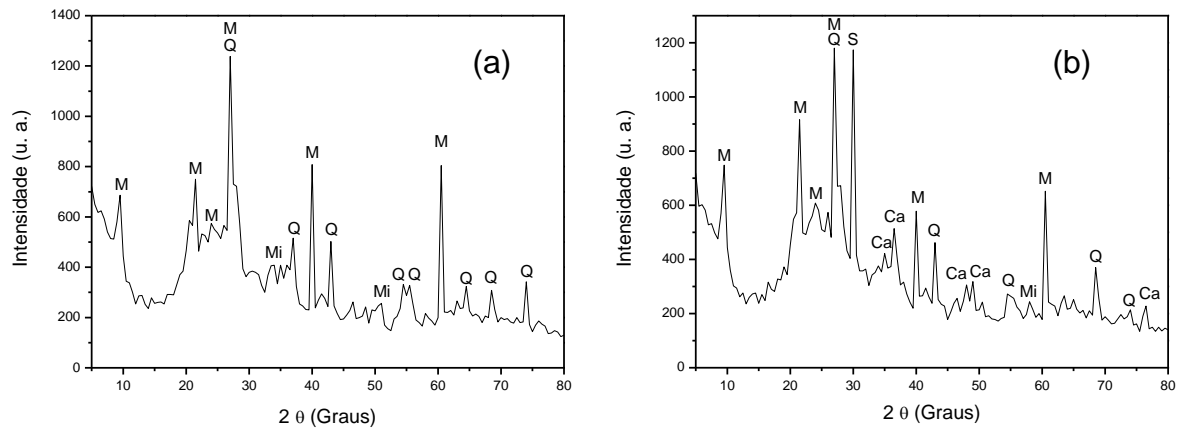 (a)
Intensidade (u. a.)
1400
1200
1000
800
600
400
200
0
M
M
M
M
Q
Mi
Q
M
Q
Mi
Q
Q
M
Q
Q
Q
10
20
30
40
50
60
70
80
2 θ (Graus)
(b)
Intensidade (u. a.)
1200
1000
800
600
400
200
0
M
M
M
M
Q
S
Ca
Ca
M
Q
Ca
Ca
Q
Mi
M
Q
Q
Ca
10
20
30
40
50
60
70
80
2 θ (Graus)